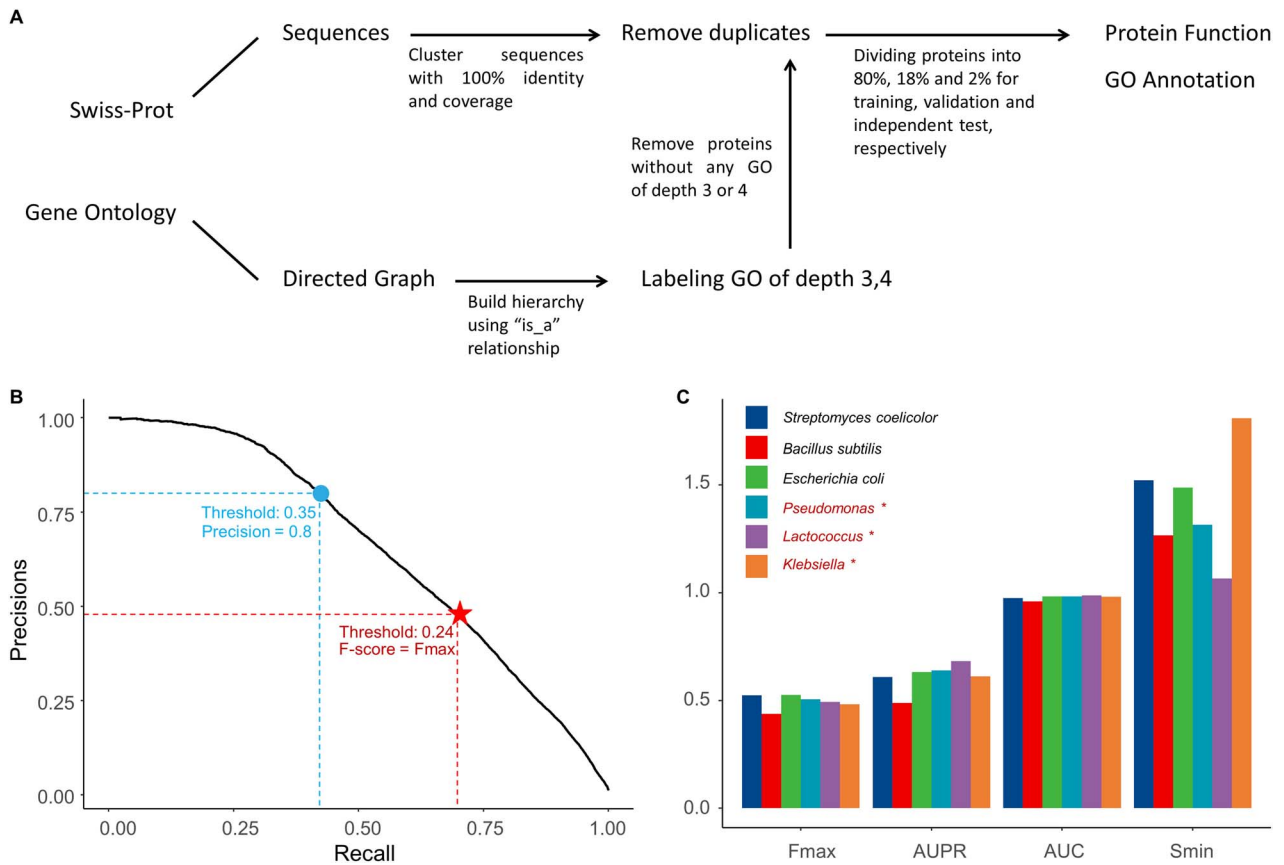 A
Swiss-Prot
Gene Ontology
Sequences
Cluster sequences
with 100% identity
and coverage
Remove duplicates
Dividing proteins into
80%, 18% and 2% for
training, validation and
independent test,
respectively
Protein Function
GO Annotation
Remove proteins
without any GO
of depth 3 or 4
Directed Graph
Build hierarchy
using “is_a”
relationship
Labeling GO of depth 3,4
B
Precisions
1.00
0.75
0.50
0.25
0.00
Threshold: 0.35
Precision = 0.8
Threshold: 0.24
F-score = Fmax
0.00 0.25 0.50 0.75 1.00
Recall
C
Streptomyces coelicolor
Bacillus subtilis
Escherichia coli
Pseudomonas *
Lactococcus *
Klebsiella *
1.5
1.0
0.5
0.0
Fmax AUPR AUC Smin